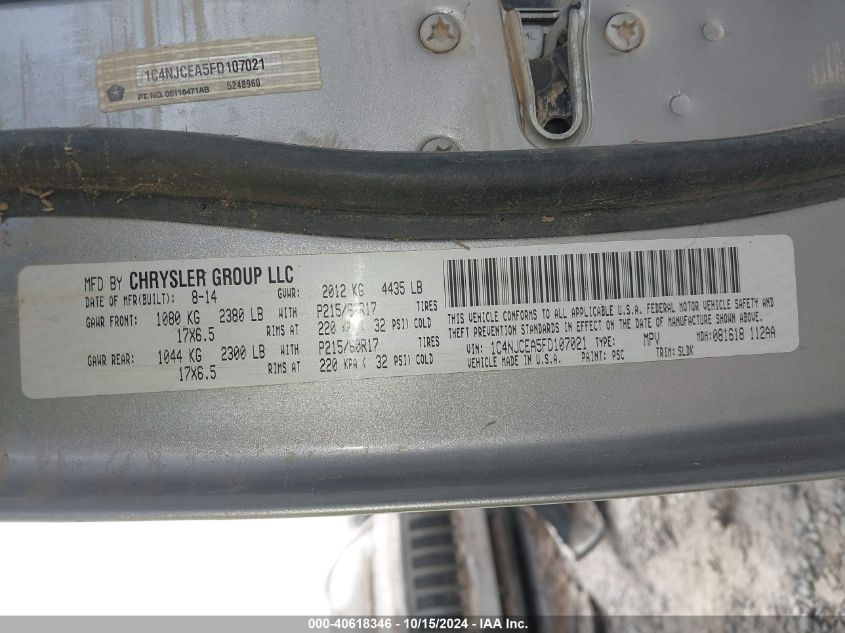 1C4NJCEA5FD107021
PT. NO. 05116471AB 5248960
MFD BY CHRYSLER GROUP LLC
DATE OF MFR(BUILT): 8-14 GVWR: 2012 KG 4435 LB
GAWR FRONT: 1080 KG 2380 LB WITH P215/60R17 TIRES
17X6.5 RIMS AT 220 KPA( 32 PSI) COLD
GAWR REAR: 1044 KG 2300 LB WITH P215/60R17 TIRES
17X6.5 RIMS AT 220 KPA ( 32 PSI) COLD
THIS VEHICLE CONFORMS TO ALL APPLICABLE U.S.A. FEDERAL MOTOR VEHICLE SAFETY AND
THEFT PREVENTION STANDARDS IN EFFECT ON THE DATE OF MANUFACTURE SHOWN ABOVE.
VIN: 1C4NJCEA5FD107021 TYPE: MPV MDH:081618 112AA
VEHICLE MADE IN U.S.A. PAINT: PSC TRIM: SLDK
000-40618346 - 10/15/2024 - IAA Inc.